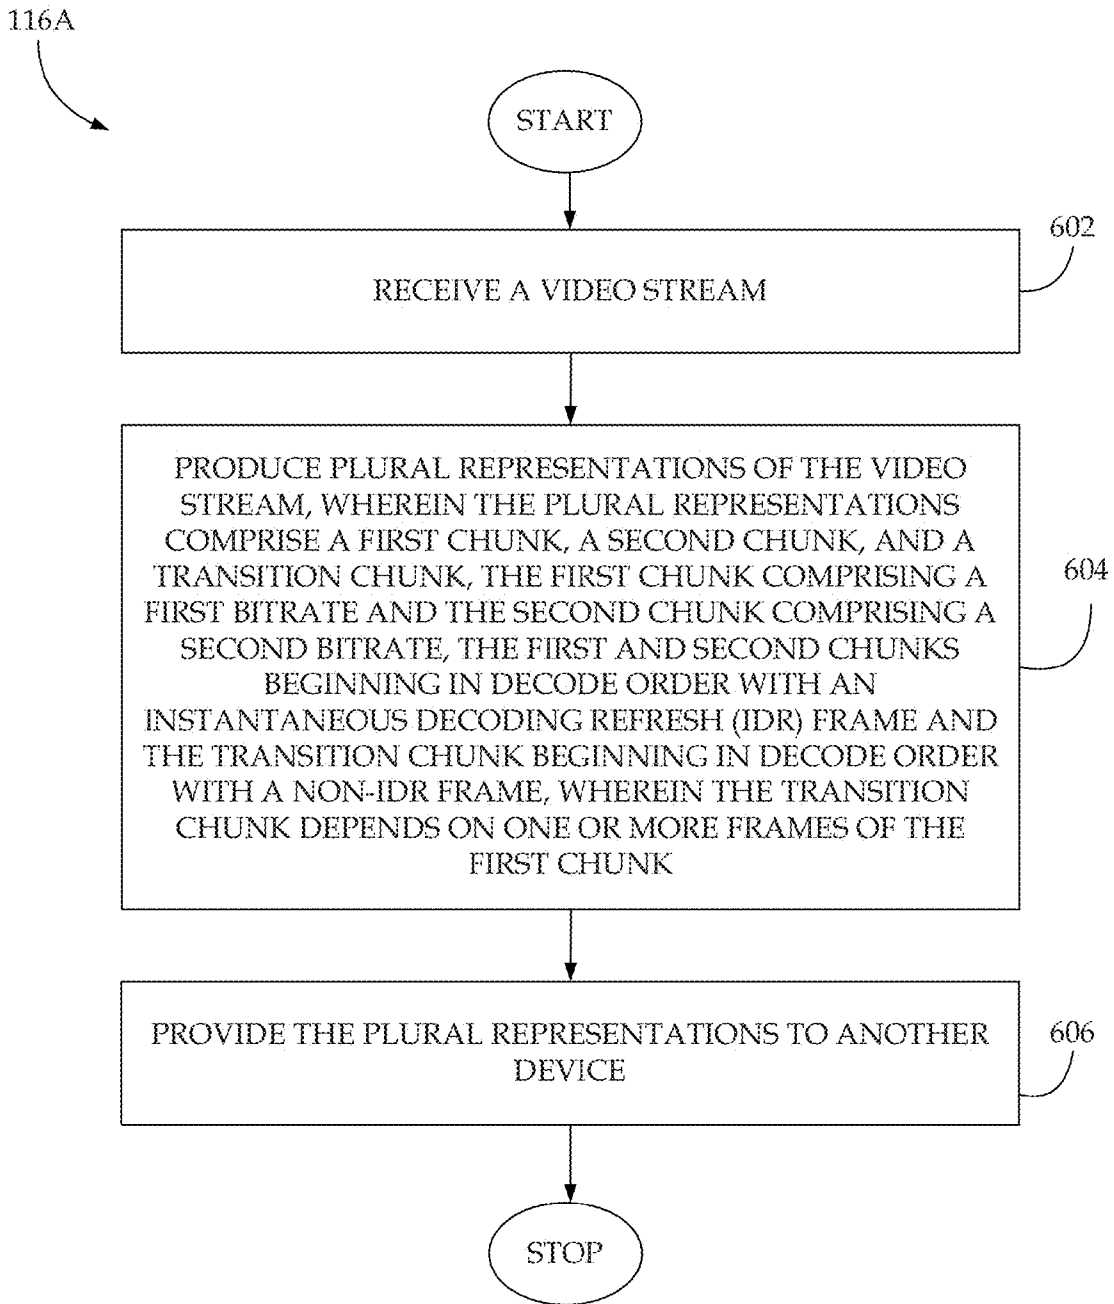 116A
START
602
RECEIVE A VIDEO STREAM
PRODUCE PLURAL REPRESENTATIONS OF THE VIDEO
STREAM, WHEREIN THE PLURAL REPRESENTATIONS
COMPRISE A FIRST CHUNK, A SECOND CHUNK, AND A
TRANSITION CHUNK, THE FIRST CHUNK COMPRISING A
FIRST BITRATE AND THE SECOND CHUNK COMPRISING A
SECOND BITRATE, THE FIRST AND SECOND CHUNKS
BEGINNING IN DECODE ORDER WITH AN
INSTANTANEOUS DECODING REFRESH (IDR) FRAME AND
THE TRANSITION CHUNK BEGINNING IN DECODE ORDER
WITH A NON-IDR FRAME, WHEREIN THE TRANSITION
CHUNK DEPENDS ON ONE OR MORE FRAMES OF THE
FIRST CHUNK
604
PROVIDE THE PLURAL REPRESENTATIONS TO ANOTHER
DEVICE
606
STOP